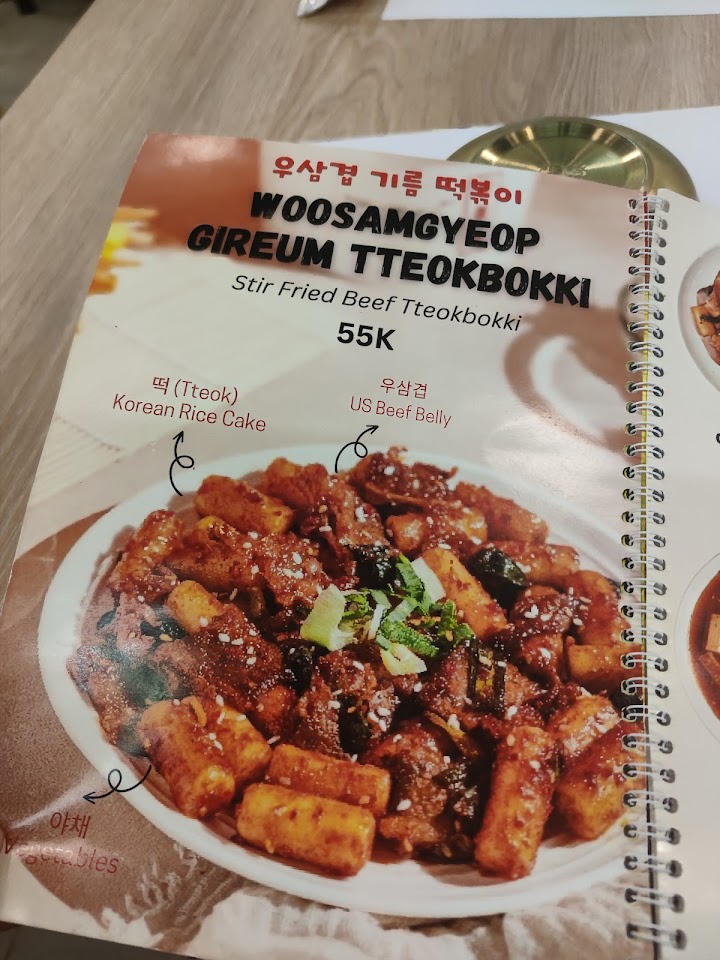 우삼겹 기름 떡볶이
WOOSAMGYEOP
GIREUM TTEOKBOKKI
Stir Fried Beef Tteokbokki
55K
떡 (Tteok)
Korean Rice Cake
우삼겹
US Beef Belly
야채
Vegetables